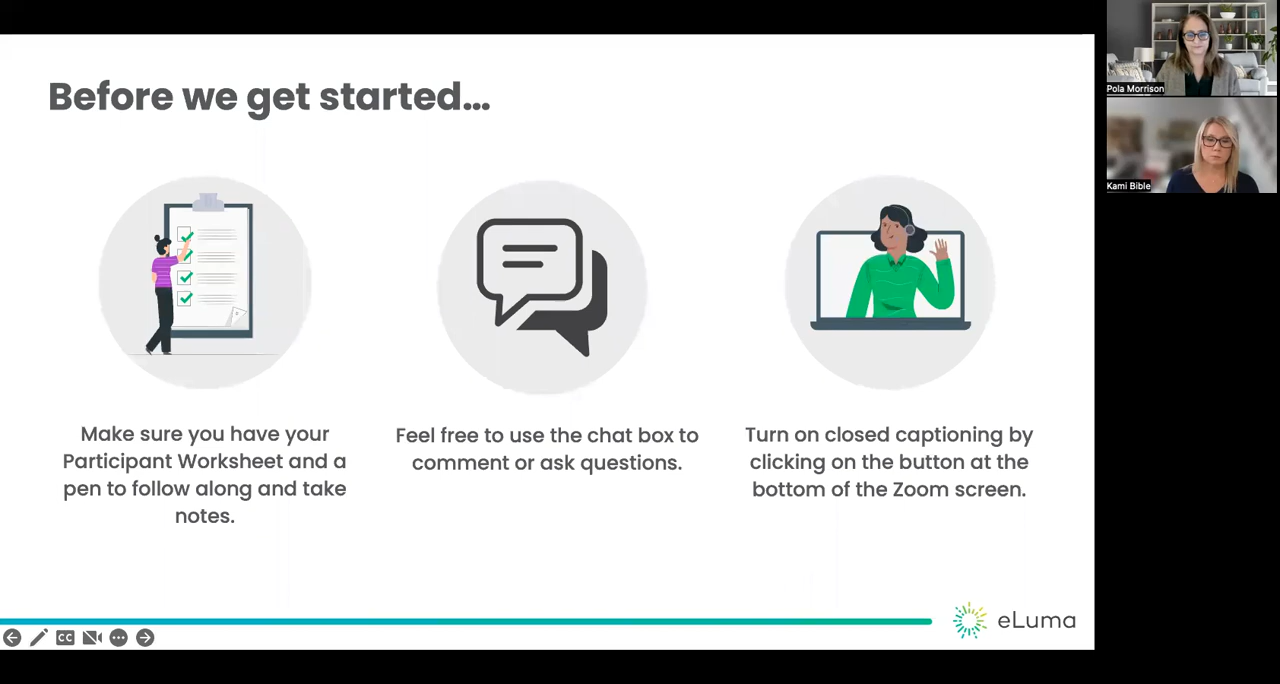 Before we get started...
Make sure you have your
Participant Worksheet and a
pen to follow along and take
notes.
Feel free to use the chat box to
comment or ask questions.
Turn on closed captioning by
clicking on the button at the
bottom of the Zoom screen.
eLuma
CC
Pola Morrison
Kami Bible